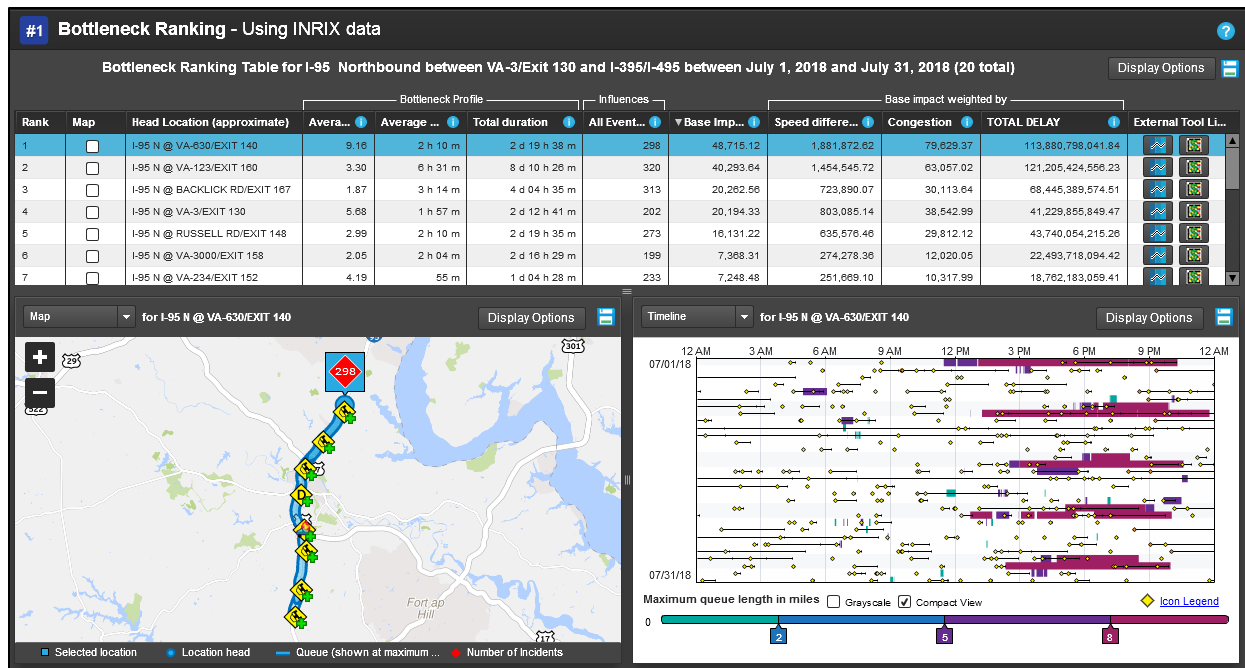 #1 Bottleneck Ranking - Using INRIX data
?
Bottleneck Ranking Table for I-95 Northbound between VA-3/Exit 130 and I-395/I-495 between July 1, 2018 and July 31, 2018 (20 total)
Display Options
Bottleneck Profile Influences Base impact weighted by
Rank Map Head Location (approximate) Avera... Average ... Total duration All Event... ▼Base Imp... Speed differe... Congestion TOTAL DELAY External Tool Li...
1 I-95 N @ VA-630/EXIT 140 9.16 2 h 10 m 2 d 19 h 38 m 298 48,715.12 1,881,872.62 79,629.37 113,880,798,041.84
2 I-95 N @ VA-123/EXIT 160 3.30 6 h 31 m 8 d 10 h 26 m 320 40,293.64 1,454,545.72 63,057.02 121,205,424,556.23
3 I-95 N @ BACKLICK RD/EXIT 167 1.87 3 h 14 m 4 d 04 h 35 m 313 20,262.56 723,890.07 30,113.64 68,445,389,574.51
4 I-95 N @ VA-3/EXIT 130 5.68 1 h 57 m 2 d 12 h 41 m 202 20,194.33 803,085.14 38,542.99 41,229,855,849.47
5 I-95 N @ RUSSELL RD/EXIT 148 2.99 2 h 10 m 2 d 19 h 35 m 273 16,131.22 635,576.46 29,812.12 43,740,054,215.26
6 I-95 N @ VA-3000/EXIT 158 2.05 2 h 04 m 2 d 16 h 29 m 199 7,368.31 274,278.36 12,020.05 22,493,718,094.42
7 I-95 N @ VA-234/EXIT 152 4.19 55 m 1 d 04 h 28 m 233 7,248.48 251,669.10 10,317.99 18,762,183,059.41
Map for I-95 N @ VA-630/EXIT 140 Display Options
+
−
29
301
522
298
D
Fort ap
Hill
17
Selected location Location head Queue (shown at maximum ... Number of Incidents
Timeline for I-95 N @ VA-630/EXIT 140 Display Options
12 AM 3 AM 6 AM 9 AM 12 PM 3 PM 6 PM 9 PM 12 AM
07/01/18
07/31/18
Maximum queue length in miles Grayscale Compact View Icon Legend
0
2 5 8